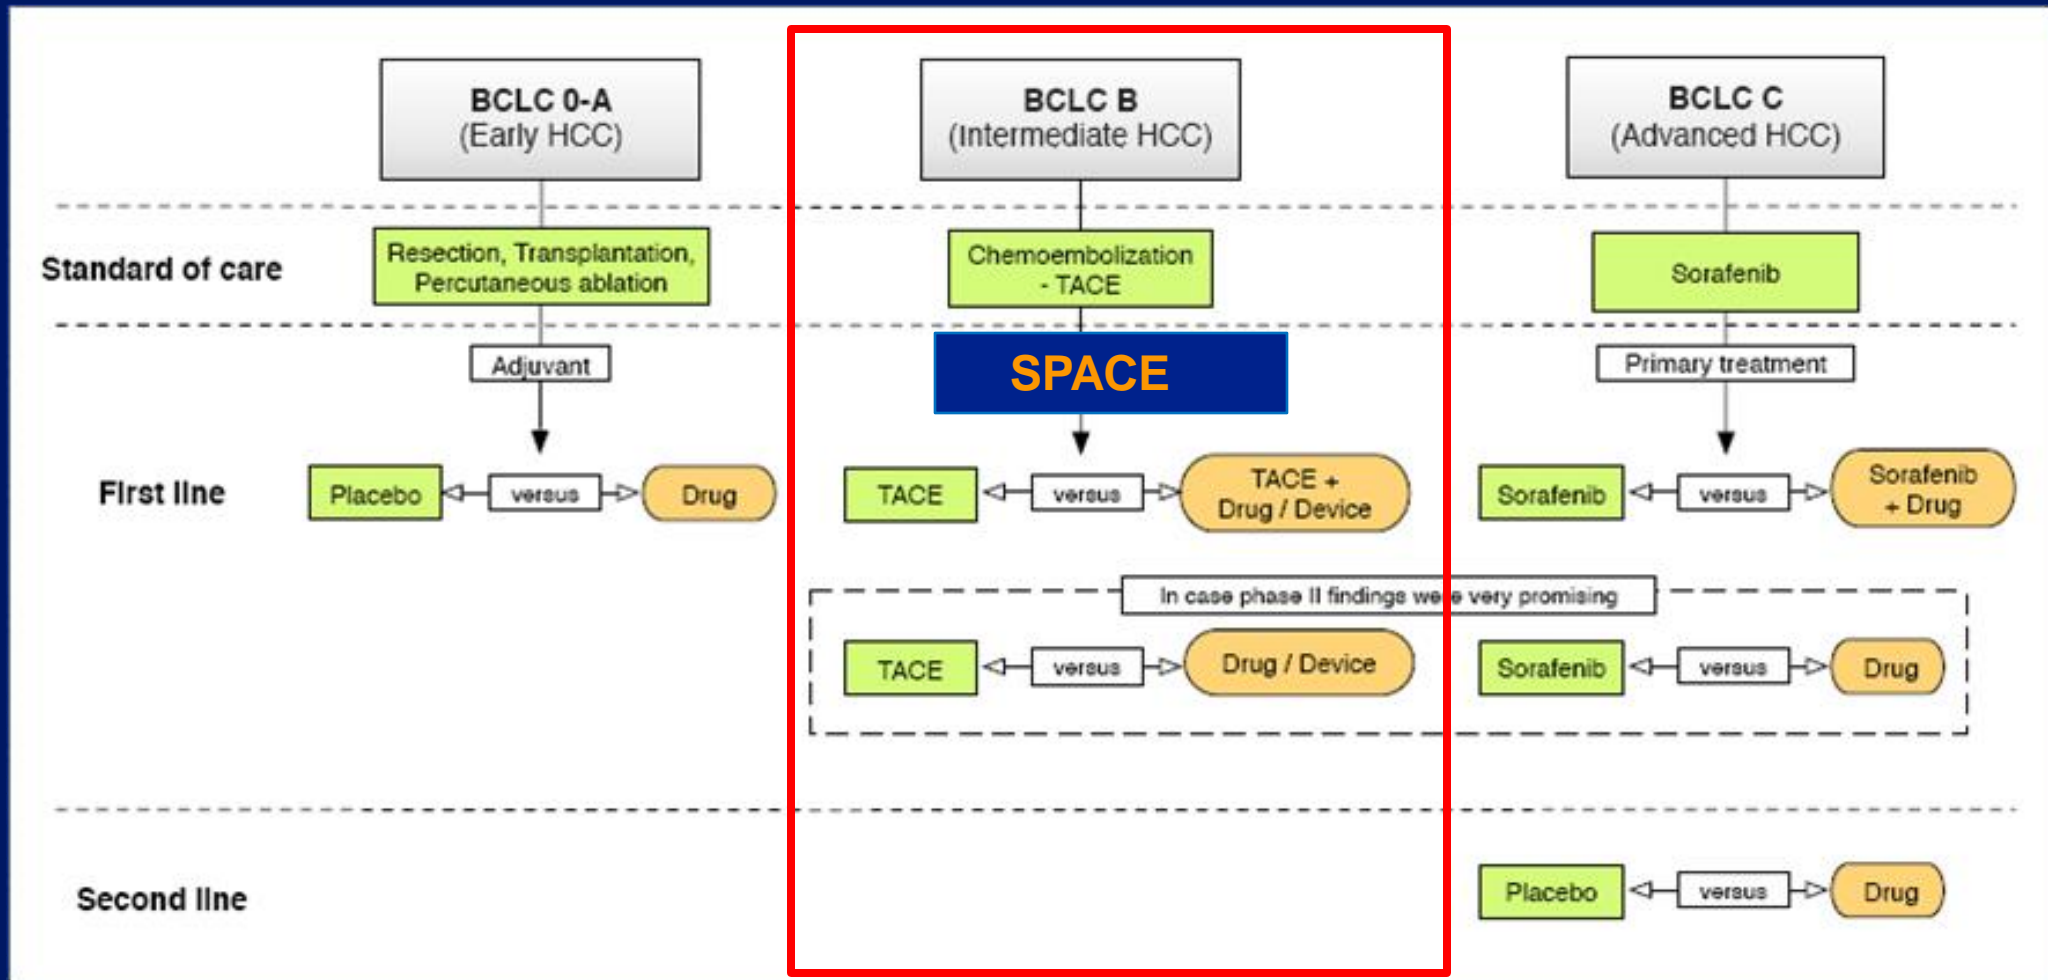 BCLC 0-A
(Early HCC)
BCLC B
(Intermediate HCC)
BCLC C
(Advanced HCC)
Standard of care
Resection, Transplantation,
Percutaneous ablation
Chemoembolization
- TACE
Sorafenib
Adjuvant
SPACE
Primary treatment
First line
Placebo
versus
Drug
TACE
versus
TACE +
Drug / Device
Sorafenib
versus
Sorafenib
+ Drug
In case phase II findings were very promising
TACE
versus
Drug / Device
Sorafenib
versus
Drug
Second line
Placebo
versus
Drug